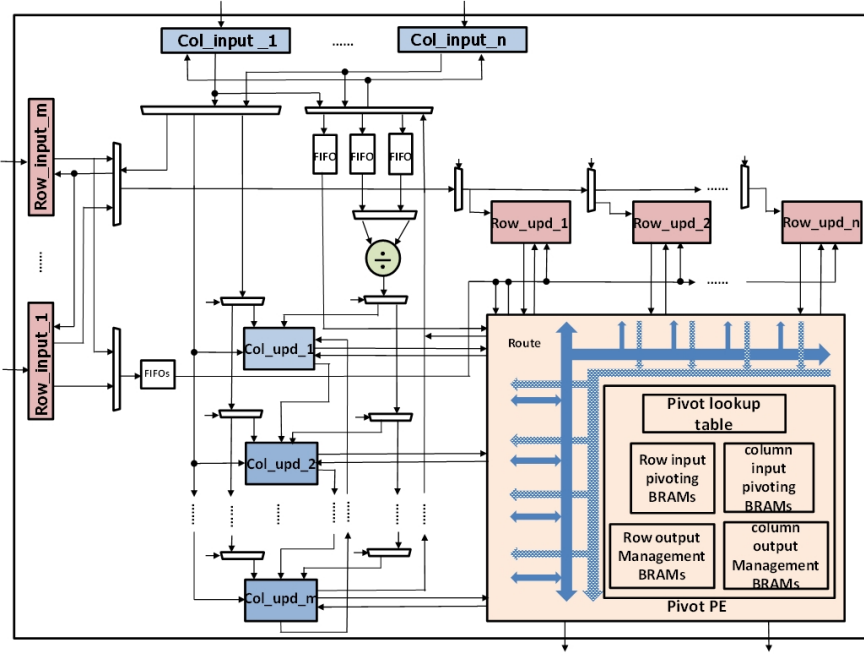 Col_input _1
......
Col_input_n
Row_input_m
......
Row_input_1
FIFO
FIFO
FIFO
÷
FIFOs
Row_upd_1
Row_upd_2
......
Row_upd_n
......
Col_upd_1
Col_upd_2
......
......
......
......
......
......
Col_upd_m
Route
Pivot lookup
table
Row input
pivoting
BRAMs
column
input
pivoting
BRAMs
Row output
Management
BRAMs
column
output
Management
BRAMs
Pivot PE